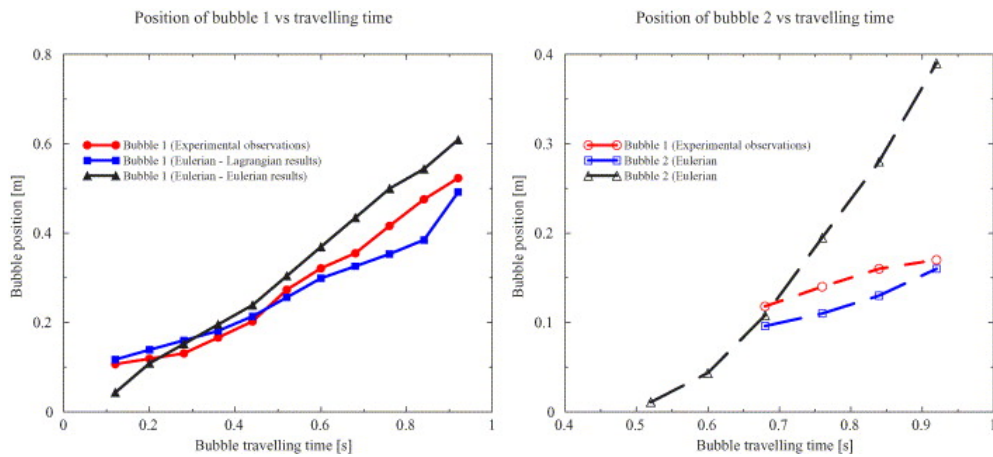 Position of bubble 1 vs travelling time
0.8
0.6
0.4
0.2
0
0
0.2
0.4
0.6
0.8
1
Bubble position [m]
Bubble travelling time [s]
Bubble 1 (Experimental observations)
Bubble 1 (Eulerian - Lagrangian results)
Bubble 1 (Eulerian - Eulerian results)
Position of bubble 2 vs travelling time
0.4
0.3
0.2
0.1
0
0.4
0.5
0.6
0.7
0.8
0.9
1
Bubble position [m]
Bubble travelling time [s]
Bubble 1 (Experimental observations)
Bubble 2 (Eulerian
Bubble 2 (Eulerian